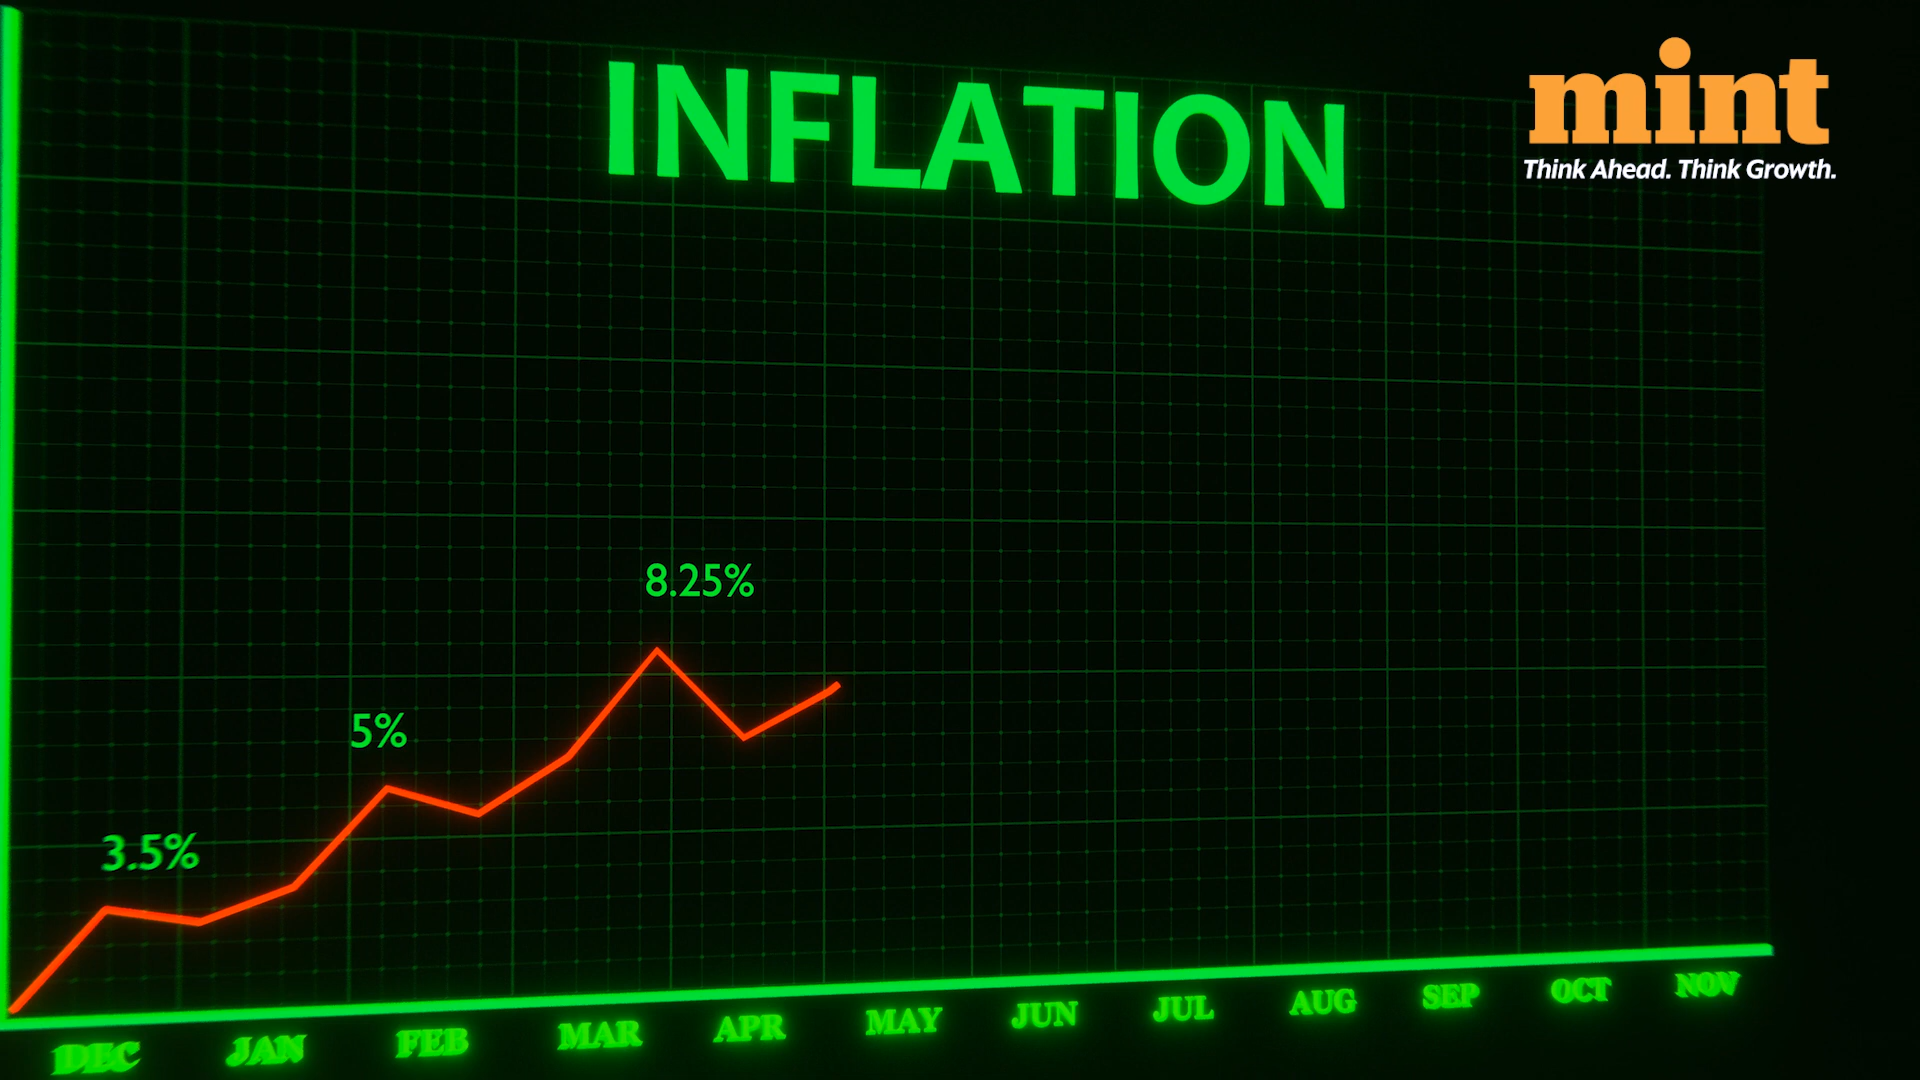 INFLATION
mint
Think Ahead. Think Growth.
8.25%
5%
3.5%
DEC JAN FEB MAR APR MAY JUN JUL AUG SEP OCT NOV